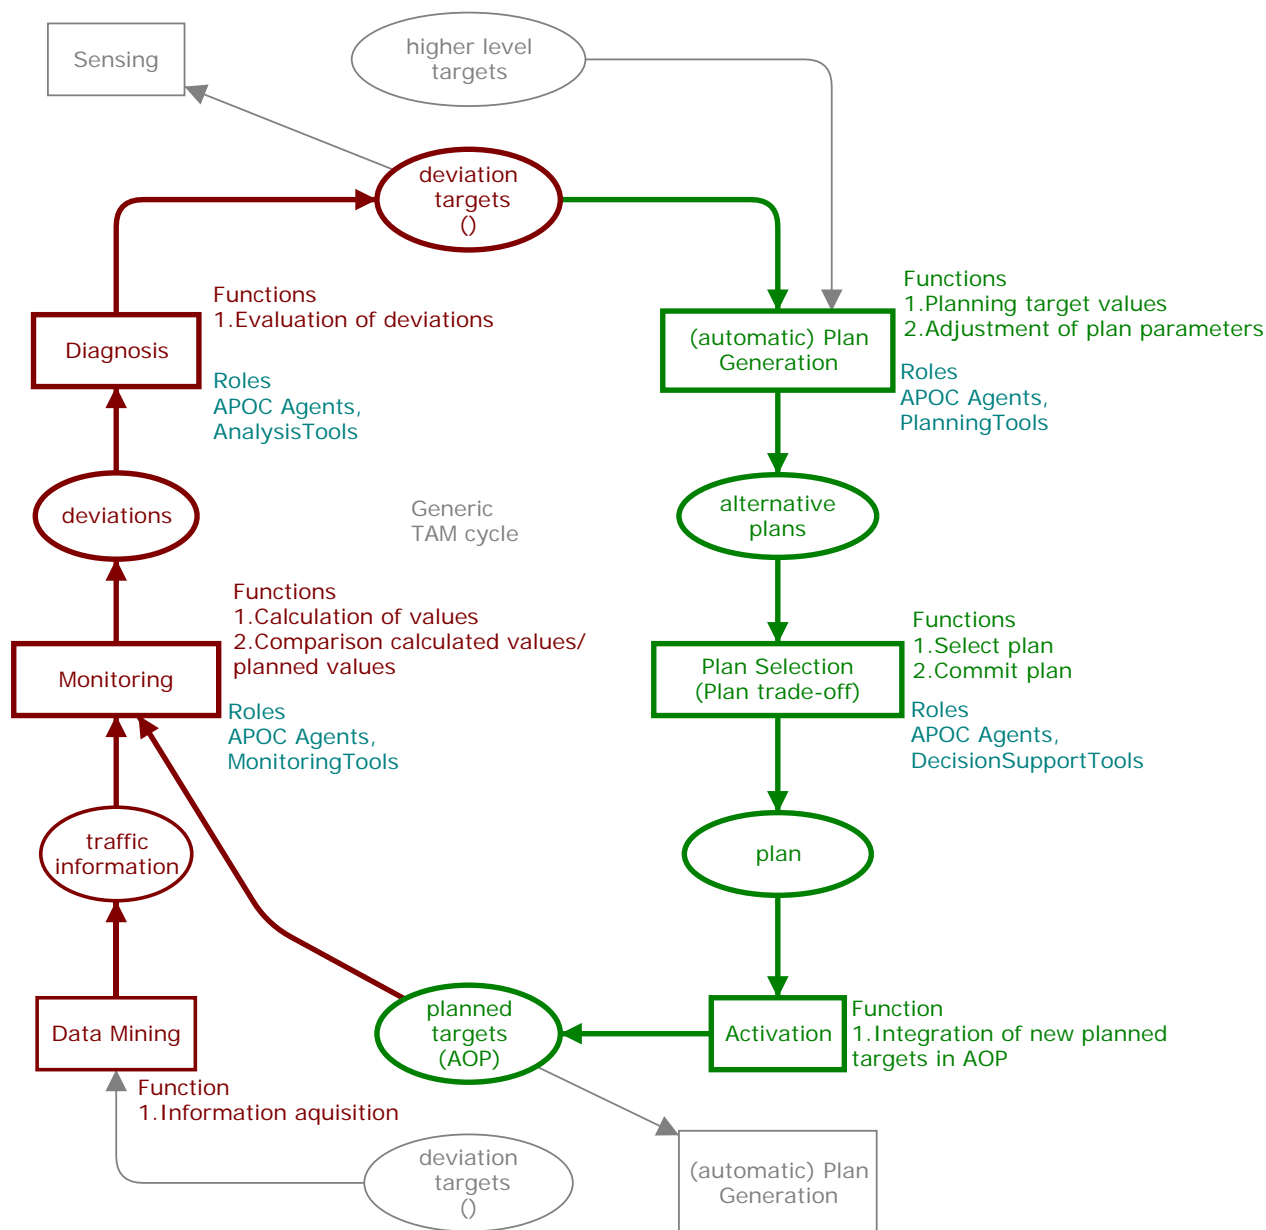 Sensing
higher level
targets
deviation
targets
()
Functions
1.Evaluation of deviations
Diagnosis
Roles
APOC Agents,
AnalysisTools
Functions
1.Planning target values
2.Adjustment of plan parameters
(automatic) Plan
Generation
Roles
APOC Agents,
PlanningTools
deviations
Generic
TAM cycle
alternative
plans
Functions
1.Calculation of values
2.Comparison calculated values/
planned values
Monitoring
Roles
APOC Agents,
MonitoringTools
Functions
1.Select plan
2.Commit plan
Plan Selection
(Plan trade-off)
Roles
APOC Agents,
DecisionSupportTools
traffic
information
plan
Data Mining
Function
1.Information aquisition
planned
targets
(AOP)
Activation
Function
1.Integration of new planned
targets in AOP
deviation
targets
()
(automatic) Plan
Generation